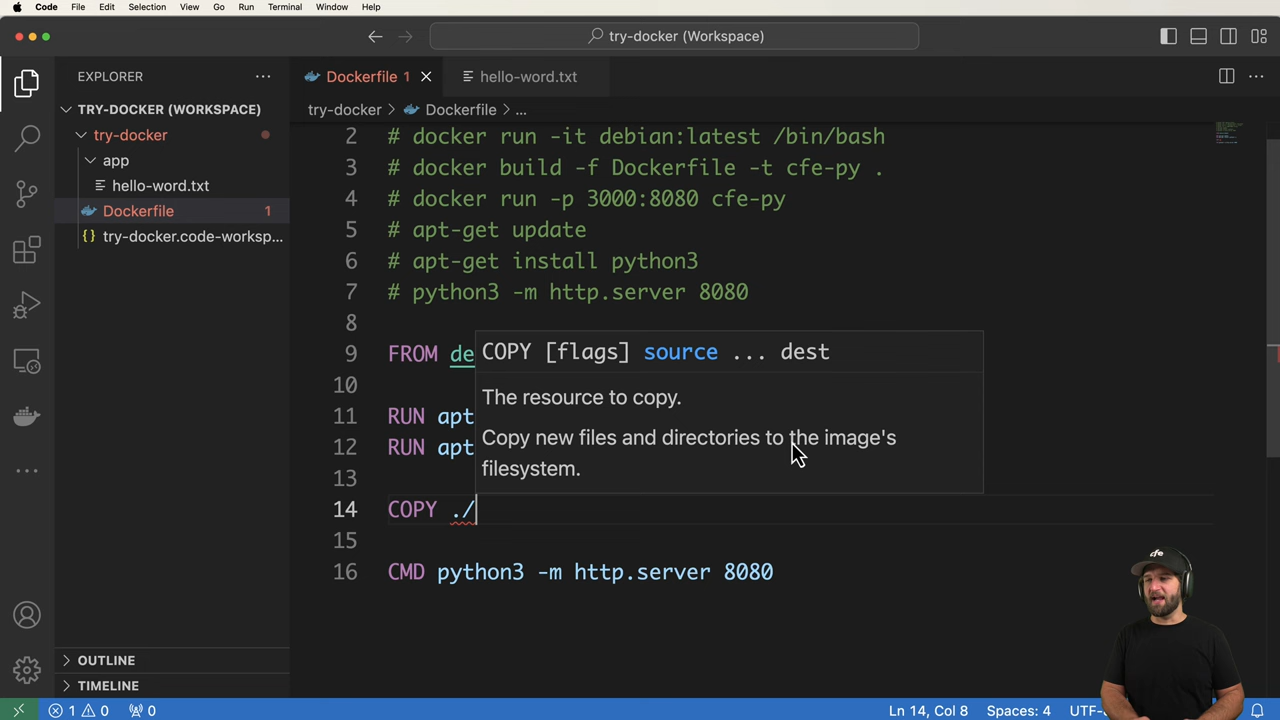 Code File Edit Selection View Go Run Terminal Window Help
try-docker (Workspace)
EXPLORER
Dockerfile 1
hello-word.txt
TRY-DOCKER (WORKSPACE)
try-docker
Dockerfile
...
try-docker
app
hello-word.txt
Dockerfile 1
try-docker.code-worksp...
2 # docker run -it debian:latest /bin/bash
3 # docker build -f Dockerfile -t cfe-py .
4 # docker run -p 3000:8080 cfe-py
5 # apt-get update
6 # apt-get install python3
7 # python3 -m http.server 8080
8
9 FROM de
10
11 RUN apt
12 RUN apt
13
14 COPY ./
15
16 CMD python3 -m http.server 8080
COPY [flags] source ... dest
The resource to copy.
Copy new files and directories to the image's
filesystem.
cfe
OUTLINE
TIMELINE
1 0 0
Ln 14, Col 8 Spaces: 4 UTF-